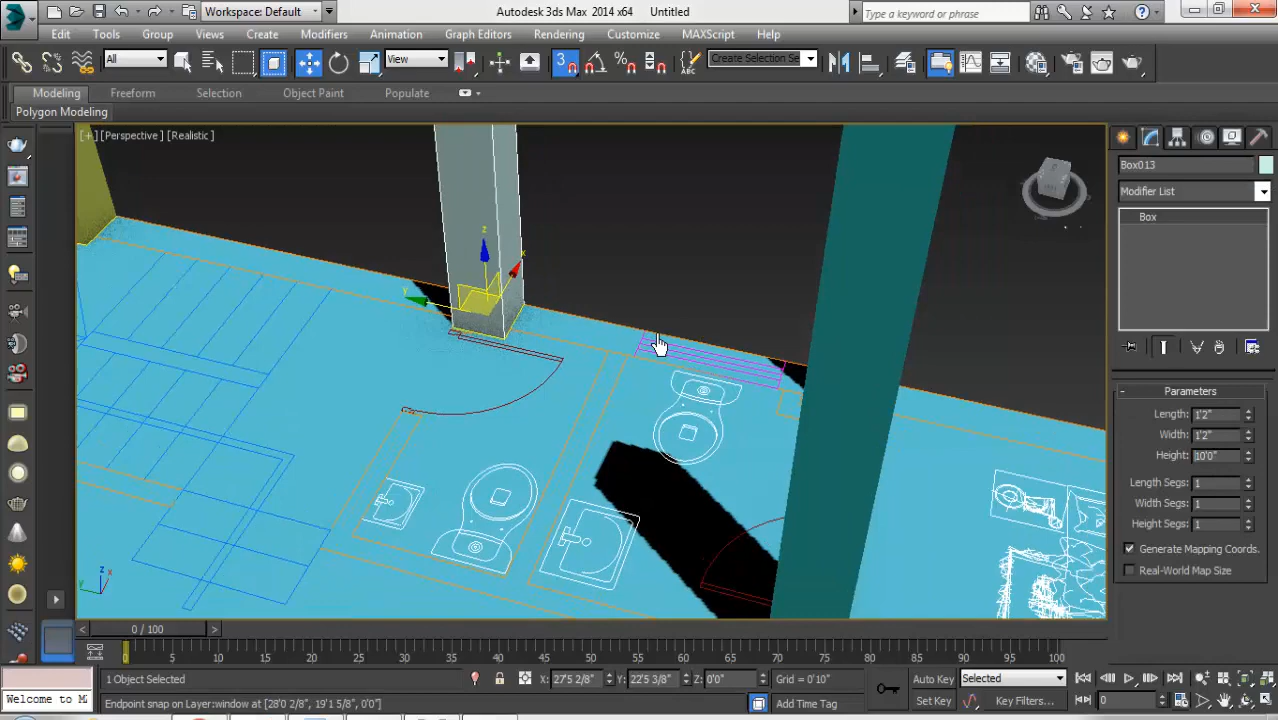 Workspace: Default
Autodesk 3ds Max 2014 x64 Untitled
Type a keyword or phrase
Edit Tools Group Views Create Modifiers Animation Graph Editors Rendering Customize MAXScript Help
All
View
3
Create Selection Se
Modeling Freeform Selection Object Paint Populate
Polygon Modeling
[+] [Perspective] [Realistic]
Box013
Modifier List
Box
z
x
y
Parameters
Length: 1'2"
Width: 1'2"
Height: 10'0"
Length Segs: 1
Width Segs: 1
Height Segs: 1
Generate Mapping Coords.
Real-World Map Size
z
x
y
0 / 100
0 5 10 15 20 25 30 35 40 45 50 55 60 65 70 75 80 85 90 95 100
1 Object Selected
X: 27'5 2/8" Y: 22'5 3/8" Z: 0'0" Grid = 0'10"
Auto Key Selected
Welcome to M
Endpoint snap on Layer:window at [28'0 2/8", 19'1 5/8", 0'0"]
Add Time Tag
Set Key Key Filters...
0